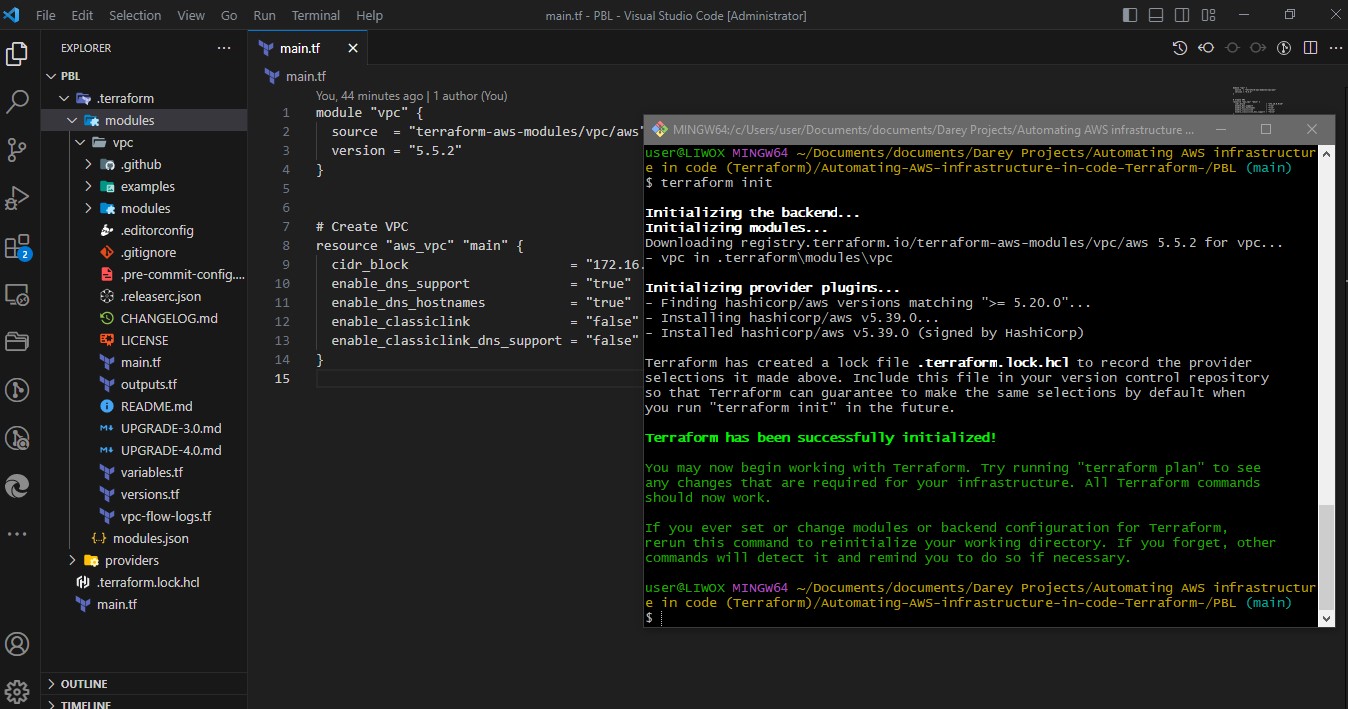 File Edit Selection View Go Run Terminal Help
main.tf - PBL - Visual Studio Code [Administrator]
EXPLORER
PBL
.terraform
modules
vpc
.github
examples
modules
.editorconfig
.gitignore
.pre-commit-config....
.releaserc.json
CHANGELOG.md
LICENSE
main.tf
outputs.tf
README.md
UPGRADE-3.0.md
UPGRADE-4.0.md
variables.tf
versions.tf
vpc-flow-logs.tf
modules.json
providers
.terraform.lock.hcl
main.tf
OUTLINE
TIMELINE
2
main.tf
main.tf
You, 44 minutes ago | 1 author (You)
1 module "vpc" {
2 source = "terraform-aws-modules/vpc/aws"
3 version = "5.5.2"
4 }
5
6
7 # Create VPC
8 resource "aws_vpc" "main" {
9 cidr_block = "172.16.
10 enable_dns_support = "true"
11 enable_dns_hostnames = "true"
12 enable_classiclink = "false"
13 enable_classiclink_dns_support = "false"
14 }
15
MINGW64:/c/Users/user/Documents/documents/Darey Projects/Automating AWS infrastructure ...
user@LIWOX MINGW64 ~/Documents/documents/Darey Projects/Automating AWS infrastructur
e in code (Terraform)/Automating-AWS-infrastructure-in-code-Terraform-/PBL (main)
$ terraform init
Initializing the backend...
Initializing modules...
Downloading registry.terraform.io/terraform-aws-modules/vpc/aws 5.5.2 for vpc...
- vpc in .terraform\modules\vpc
Initializing provider plugins...
- Finding hashicorp/aws versions matching ">= 5.20.0"...
- Installing hashicorp/aws v5.39.0...
- Installed hashicorp/aws v5.39.0 (signed by HashiCorp)
Terraform has created a lock file .terraform.lock.hcl to record the provider
selections it made above. Include this file in your version control repository
so that Terraform can guarantee to make the same selections by default when
you run "terraform init" in the future.
Terraform has been successfully initialized!
You may now begin working with Terraform. Try running "terraform plan" to see
any changes that are required for your infrastructure. All Terraform commands
should now work.
If you ever set or change modules or backend configuration for Terraform,
rerun this command to reinitialize your working directory. If you forget, other
commands will detect it and remind you to do so if necessary.
user@LIWOX MINGW64 ~/Documents/documents/Darey Projects/Automating AWS infrastructur
e in code (Terraform)/Automating-AWS-infrastructure-in-code-Terraform-/PBL (main)
$